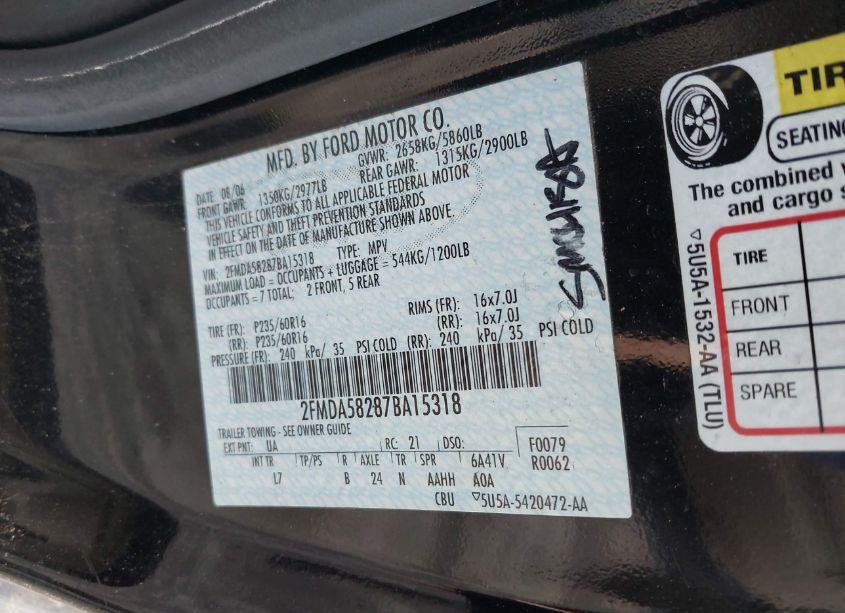 MFD. BY FORD MOTOR CO.
DATE: 08/06 GVWR: 2658KG/5860LB
FRONT GAWR: 1350KG/2977LB REAR GAWR: 1315KG/2900LB
THIS VEHICLE CONFORMS TO ALL APPLICABLE FEDERAL MOTOR
VEHICLE SAFETY AND THEFT PREVENTION STANDARDS
IN EFFECT ON THE DATE OF MANUFACTURE SHOWN ABOVE.
VIN: 2FMDA58287BA15318 TYPE: MPV
MAXIMUM LOAD = OCCUPANTS + LUGGAGE = 544KG/1200LB
OCCUPANTS = 7 TOTAL; 2 FRONT, 5 REAR
TIRE (FR): P235/60R16 RIMS (FR): 16x7.0J
(RR): P235/60R16 (RR): 16x7.0J
PRESSURE (FR): 240 kPa/ 35 PSI COLD (RR): 240 kPa/ 35 PSI COLD
2FMDA58287BA15318
TRAILER TOWING - SEE OWNER GUIDE
EXT PNT: UA RC: 21 DSO: F0079
R0062
INT TR TP/PS R AXLE TR SPR 6A41V
L7 B 24 N AAHH AOA
CBU 5U5A-5420472-AA
5U5A-1532-AA (TLU)
TIR
SEATING
The combined
and cargo
TIRE
FRONT
REAR
SPARE